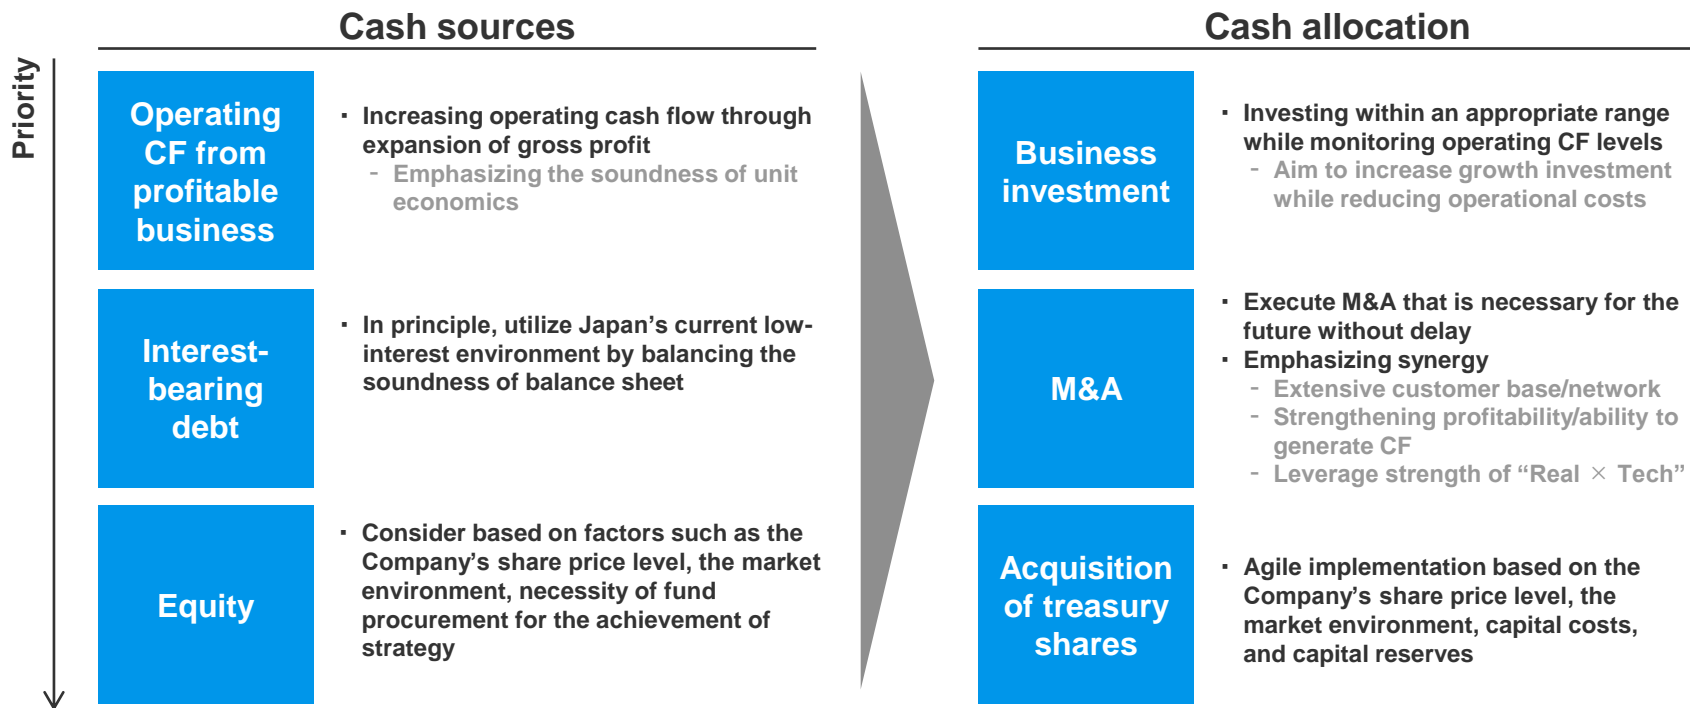 Cash sources
Cash allocation
Priority
Operating
CF from
profitable
business
▪ Increasing operating cash flow through
expansion of gross profit
- Emphasizing the soundness of unit
economics
Interest-
bearing
debt
▪ In principle, utilize Japan’s current low-
interest environment by balancing the
soundness of balance sheet
Equity
▪ Consider based on factors such as the
Company’s share price level, the market
environment, necessity of fund
procurement for the achievement of
strategy
Business
investment
▪ Investing within an appropriate range
while monitoring operating CF levels
- Aim to increase growth investment
while reducing operational costs
M&A
▪ Execute M&A that is necessary for the
future without delay
▪ Emphasizing synergy
- Extensive customer base/network
- Strengthening profitability/ability to
generate CF
- Leverage strength of “Real × Tech”
Acquisition
of treasury
shares
▪ Agile implementation based on the
Company’s share price level, the
market environment, capital costs,
and capital reserves